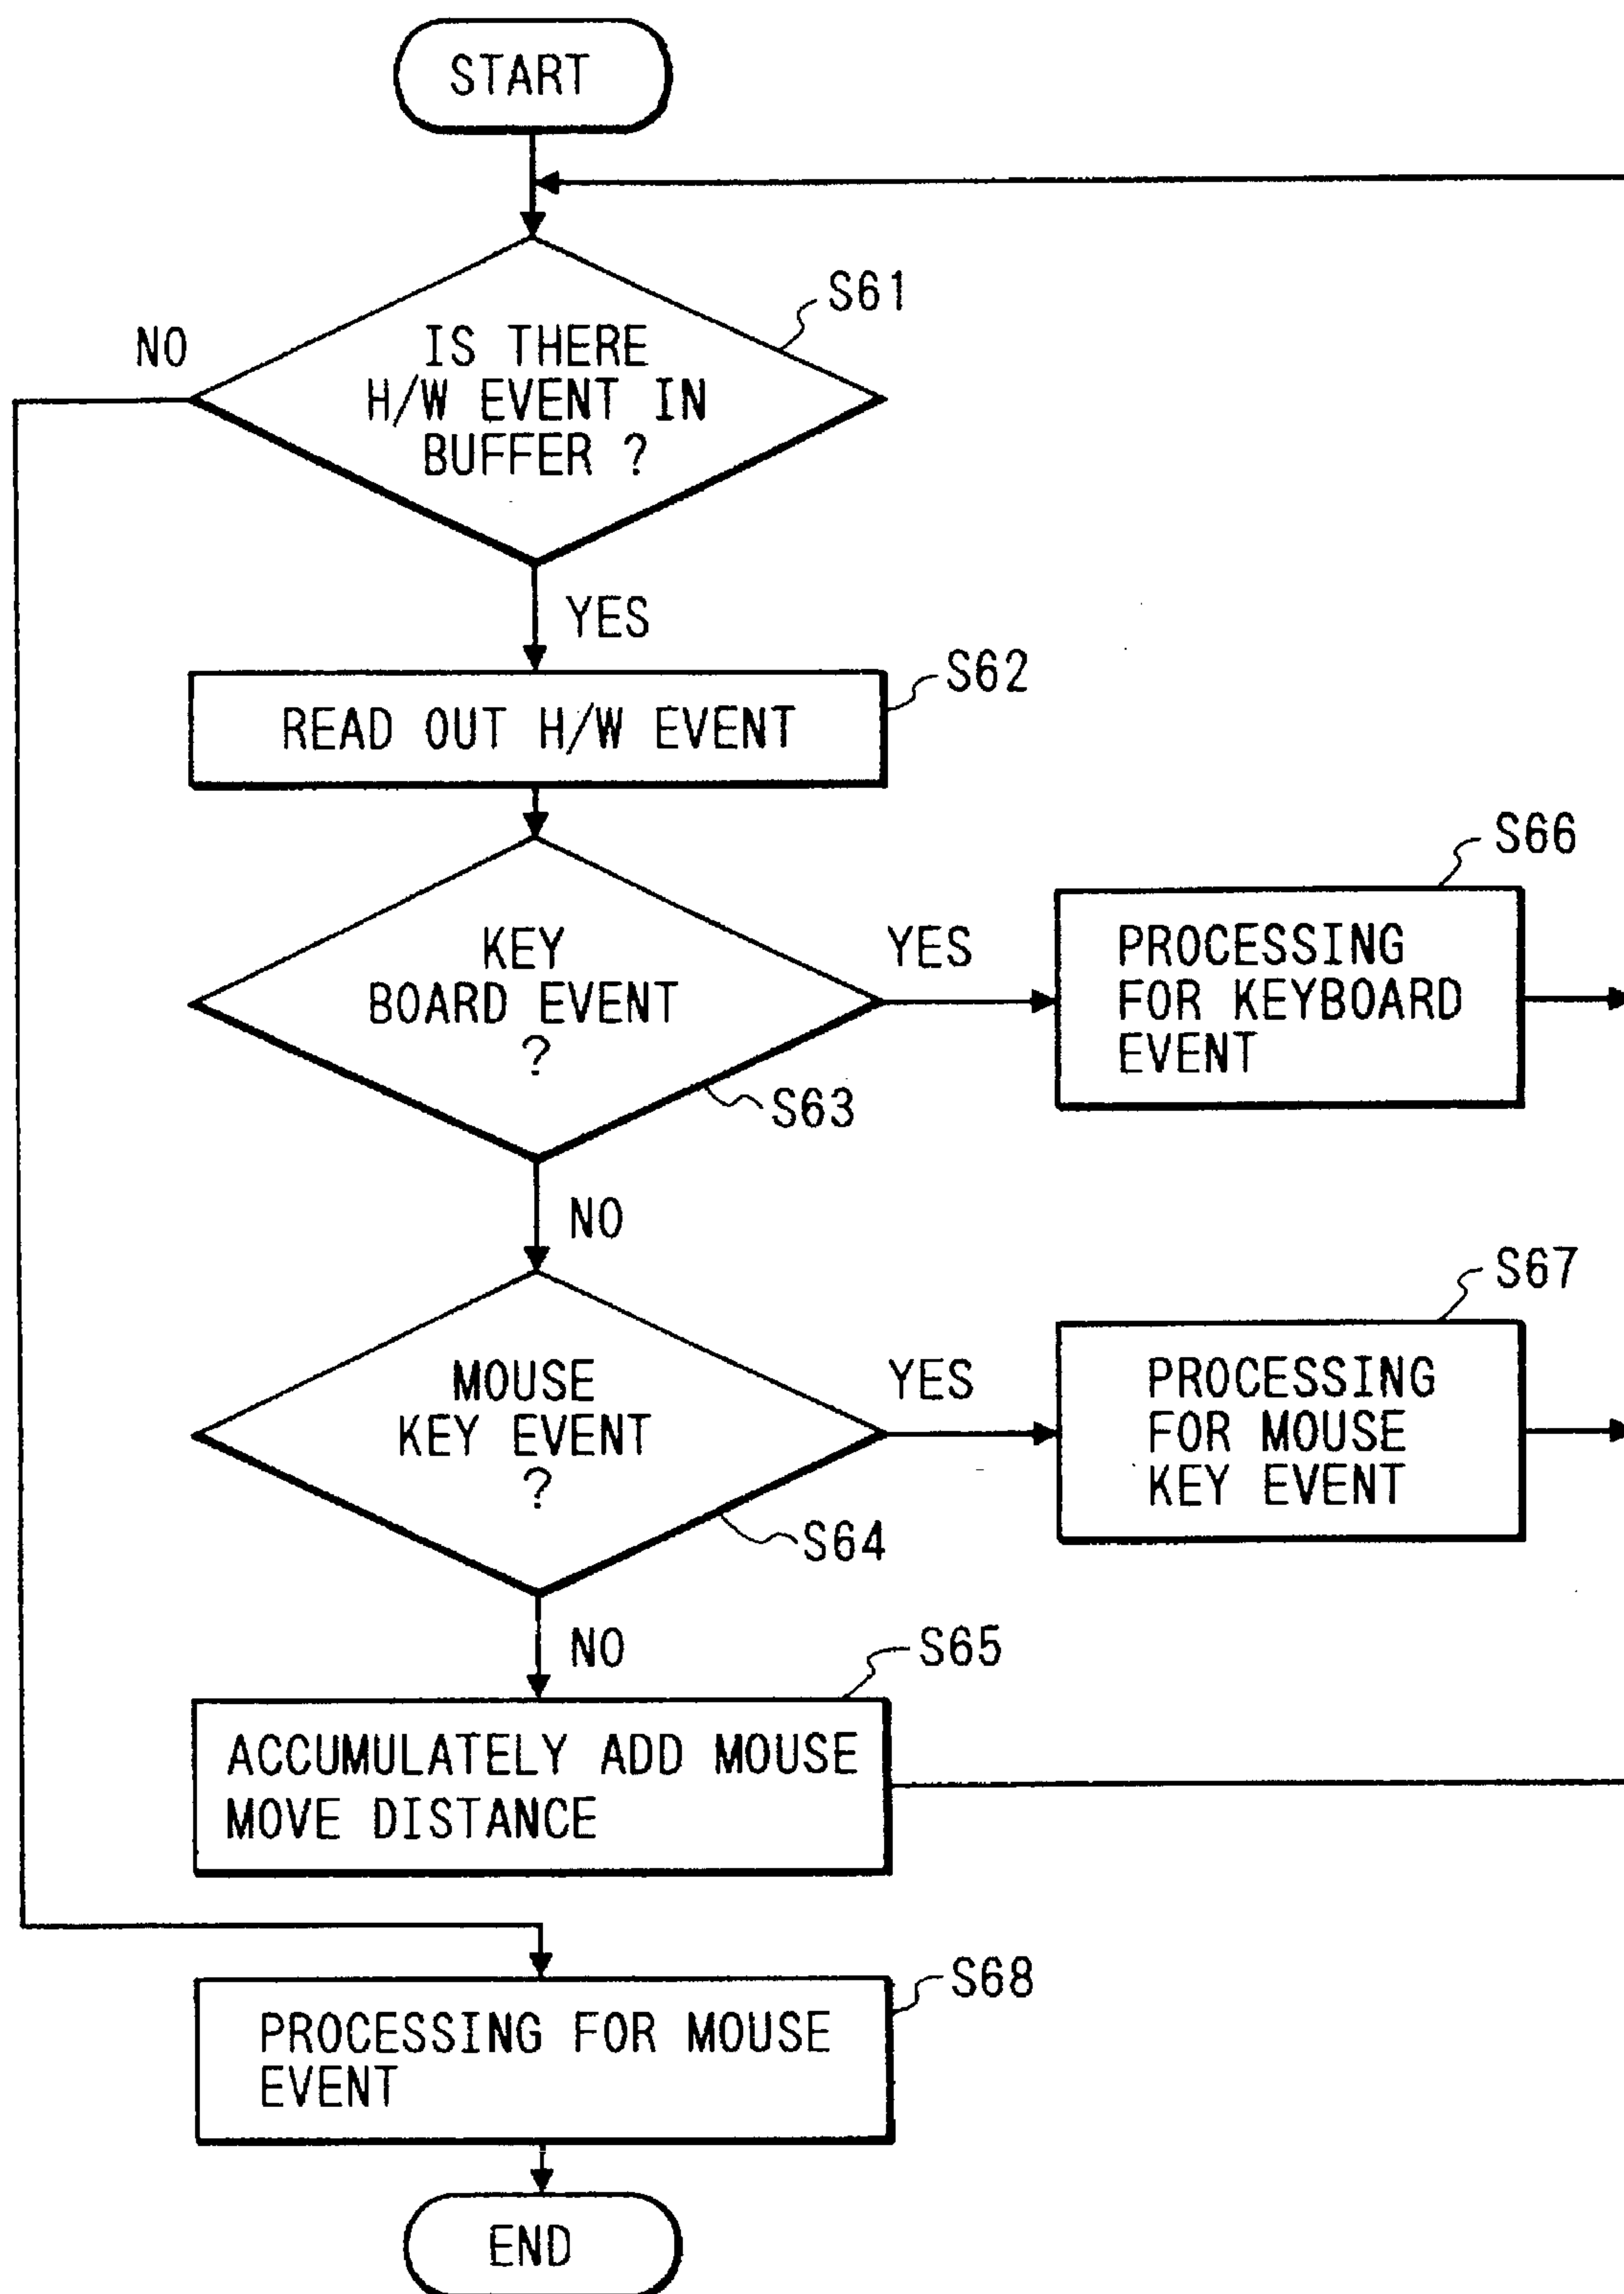 START
S61
NO
IS THERE
H/W EVENT IN
BUFFER ?
YES
S62
READ OUT H/W EVENT
S66
KEY
BOARD EVENT
?
YES
PROCESSING
FOR KEYBOARD
EVENT
S63
NO
S67
MOUSE
KEY EVENT
?
YES
PROCESSING
FOR MOUSE
KEY EVENT
S64
NO
S65
ACCUMULATELY ADD MOUSE
MOVE DISTANCE
S68
PROCESSING FOR MOUSE
EVENT
END